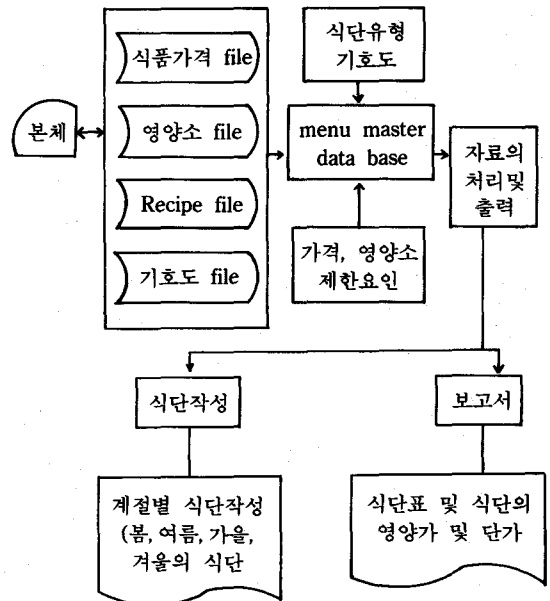 식품가격 file
영양소 file
Recipe file
기호도 file
본체
식단유형
기호도
menu master
data base
가격, 영양소
제한요인
자료의
처리및
출력
식단작성
보고서
계절별 식단작성
(봄, 여름, 가을,
겨울의 식단
식단표 및 식단의
영양가 및 단가